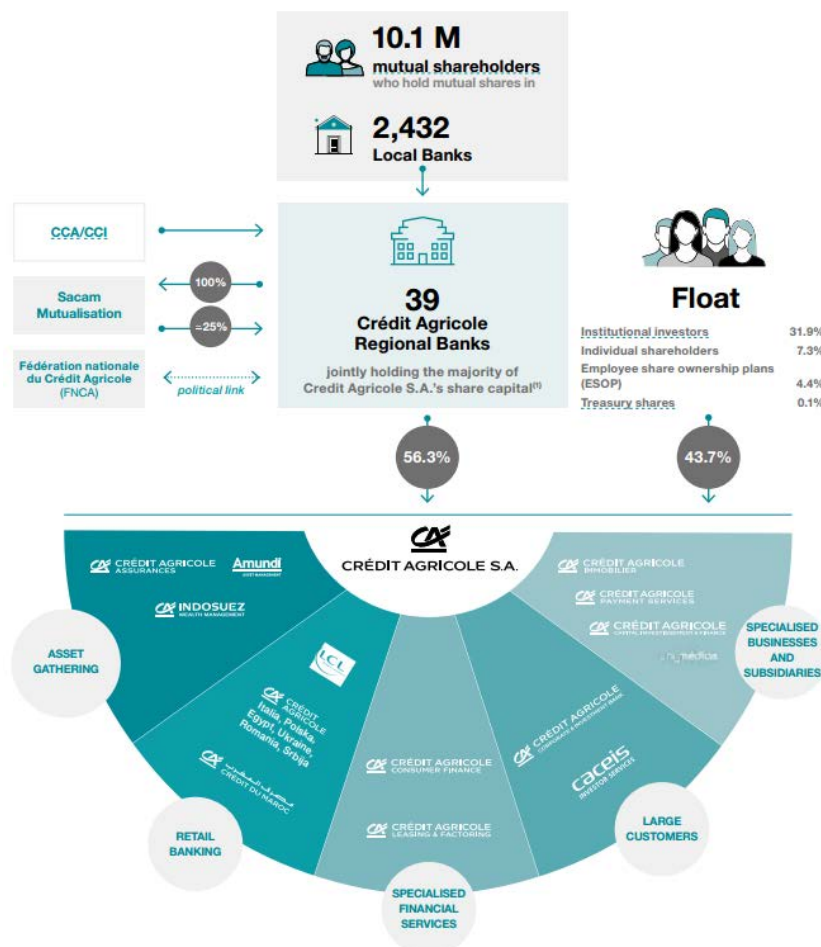 10.1 M
mutual shareholders
who hold mutual shares in
2,432
Local Banks
CCA/CCI
Sacam
Mutualisation
100%
=25%
Fédération nationale
du Crédit Agricole
(FNCA)
political link
39
Crédit Agricole
Regional Banks
jointly holding the majority of
Credit Agricole S.A.'s share capital(1)
56.3%
Float
Institutional investors 31.9%
Individual shareholders 7.3%
Employee share ownership plans
(ESOP) 4.4%
Treasury shares 0.1%
43.7%
CRÉDIT AGRICOLE S.A.
ASSET
GATHERING
CRÉDIT AGRICOLE
ASSURANCES
Amundi
ASSET MANAGEMENT
INDOSUEZ
WEALTH MANAGEMENT
RETAIL
BANKING
LCL
CRÉDIT
AGRICOLE
Italia, Polska,
Egypt, Ukraine,
Romania, Srbija
مصرف المغرب
CRÉDIT DU MAROC
SPECIALISED
FINANCIAL
SERVICES
CRÉDIT AGRICOLE
CONSUMER FINANCE
CRÉDIT AGRICOLE
LEASING & FACTORING
LARGE
CUSTOMERS
CRÉDIT AGRICOLE
CORPORATE & INVESTMENT BANK
caceis
INVESTOR SERVICES
SPECIALISED
BUSINESSES
AND
SUBSIDIARIES
CRÉDIT AGRICOLE
IMMOBILIER
CRÉDIT AGRICOLE
PAYMENT SERVICES
CRÉDIT AGRICOLE
CAPITAL INVESTISSEMENT & FINANCE